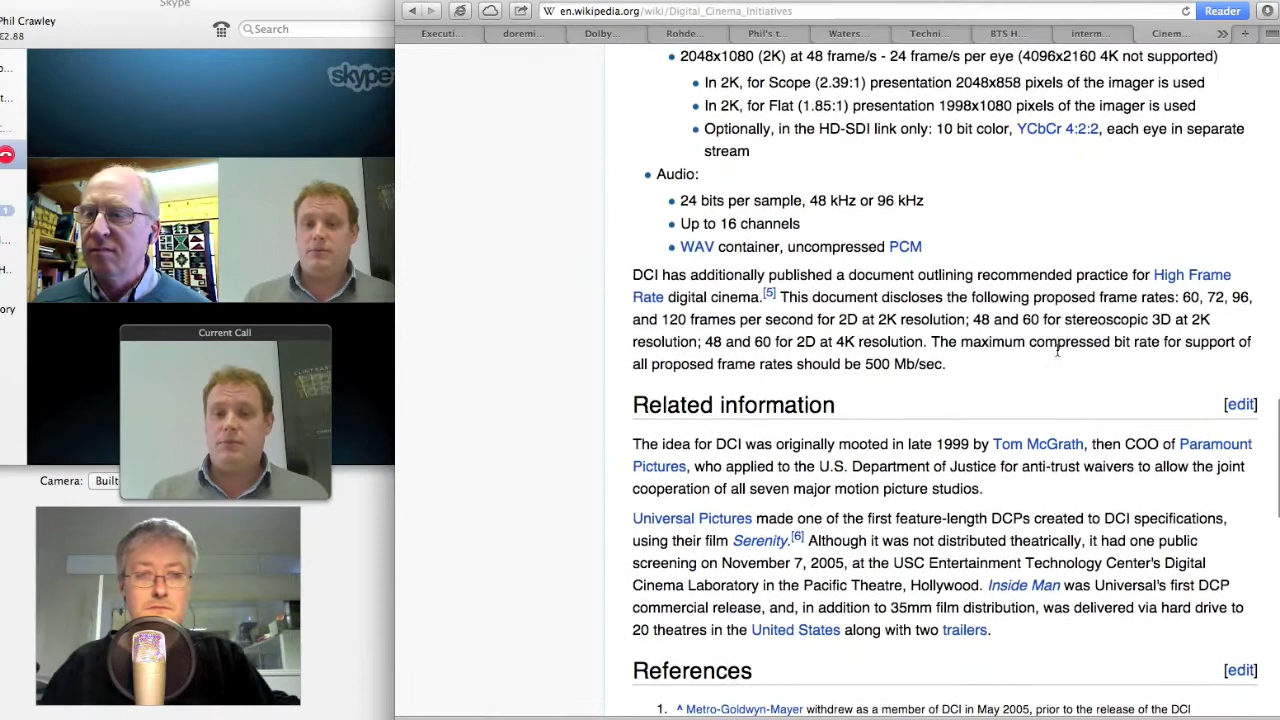 Skype
Phil Crawley
£2.88
Search
skype
Current Call
Camera:
Built
ory
en.wikipedia.org/wiki/Digital_Cinema_Initiatives
Reader
Executi...
doremi...
Dolby...
Rohde...
Phil's t...
Waters...
Techni...
BTS H...
interm...
Cinem...
2048x1080 (2K) at 48 frame/s - 24 frame/s per eye (4096x2160 4K not supported)
In 2K, for Scope (2.39:1) presentation 2048x858 pixels of the imager is used
In 2K, for Flat (1.85:1) presentation 1998x1080 pixels of the imager is used
Optionally, in the HD-SDI link only: 10 bit color, YCbCr 4:2:2, each eye in separate
stream
Audio:
24 bits per sample, 48 kHz or 96 kHz
Up to 16 channels
WAV container, uncompressed PCM
DCI has additionally published a document outlining recommended practice for High Frame
Rate digital cinema.[5] This document discloses the following proposed frame rates: 60, 72, 96,
and 120 frames per second for 2D at 2K resolution; 48 and 60 for stereoscopic 3D at 2K
resolution; 48 and 60 for 2D at 4K resolution. The maximum compressed bit rate for support of
all proposed frame rates should be 500 Mb/sec.
Related information [edit]
The idea for DCI was originally mooted in late 1999 by Tom McGrath, then COO of Paramount
Pictures, who applied to the U.S. Department of Justice for anti-trust waivers to allow the joint
cooperation of all seven major motion picture studios.
Universal Pictures made one of the first feature-length DCPs created to DCI specifications,
using their film Serenity.[6] Although it was not distributed theatrically, it had one public
screening on November 7, 2005, at the USC Entertainment Technology Center's Digital
Cinema Laboratory in the Pacific Theatre, Hollywood. Inside Man was Universal's first DCP
commercial release, and, in addition to 35mm film distribution, was delivered via hard drive to
20 theatres in the United States along with two trailers.
References [edit]
1. ^ Metro-Goldwyn-Mayer withdrew as a member of DCI in May 2005, prior to the release of the DCI